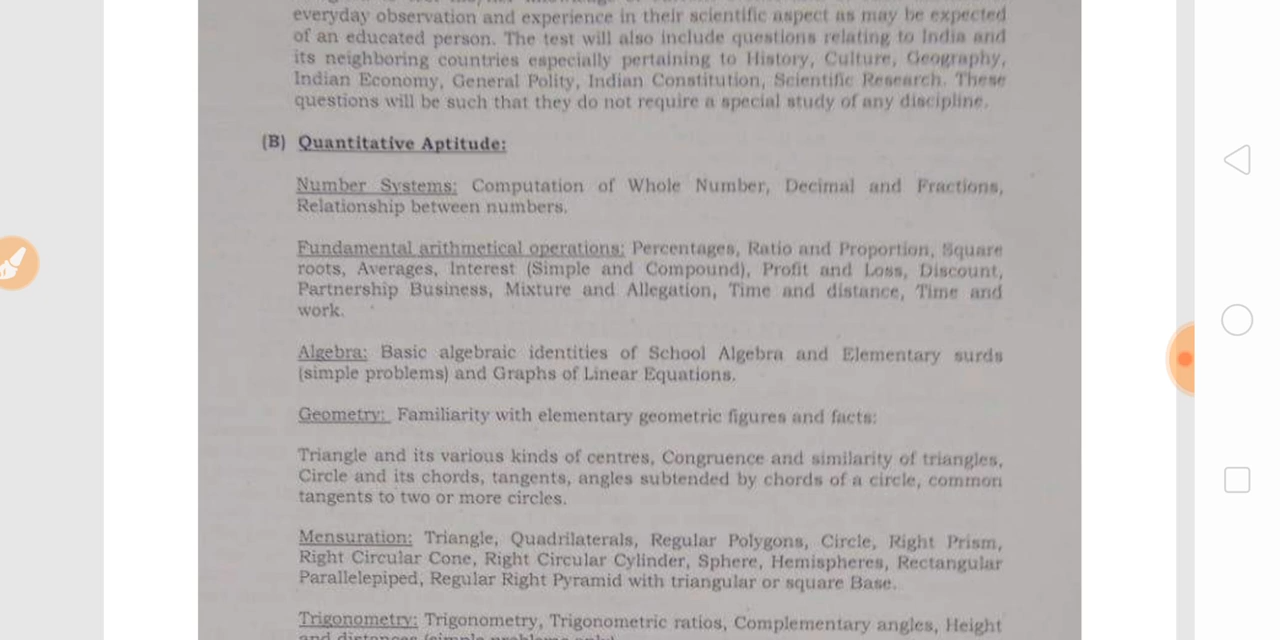 everyday observation and experience in their scientific aspect as may be expected
of an educated person. The test will also include questions relating to India and
its neighboring countries especially pertaining to History, Culture, Geography,
Indian Economy, General Polity, Indian Constitution, Scientific Research. These
questions will be such that they do not require a special study of any discipline.
(B) Quantitative Aptitude:
Number Systems: Computation of Whole Number, Decimal and Fractions,
Relationship between numbers.
Fundamental arithmetical operations: Percentages, Ratio and Proportion, Square
roots, Averages, Interest (Simple and Compound), Profit and Loss, Discount,
Partnership Business, Mixture and Allegation, Time and distance, Time and
work.
Algebra: Basic algebraic identities of School Algebra and Elementary surds
(simple problems) and Graphs of Linear Equations.
Geometry: Familiarity with elementary geometric figures and facts:
Triangle and its various kinds of centres, Congruence and similarity of triangles,
Circle and its chords, tangents, angles subtended by chords of a circle, common
tangents to two or more circles.
Mensuration: Triangle, Quadrilaterals, Regular Polygons, Circle, Right Prism,
Right Circular Cone, Right Circular Cylinder, Sphere, Hemispheres, Rectangular
Parallelepiped, Regular Right Pyramid with triangular or square Base.
Trigonometry: Trigonometry, Trigonometric ratios, Complementary angles, Height